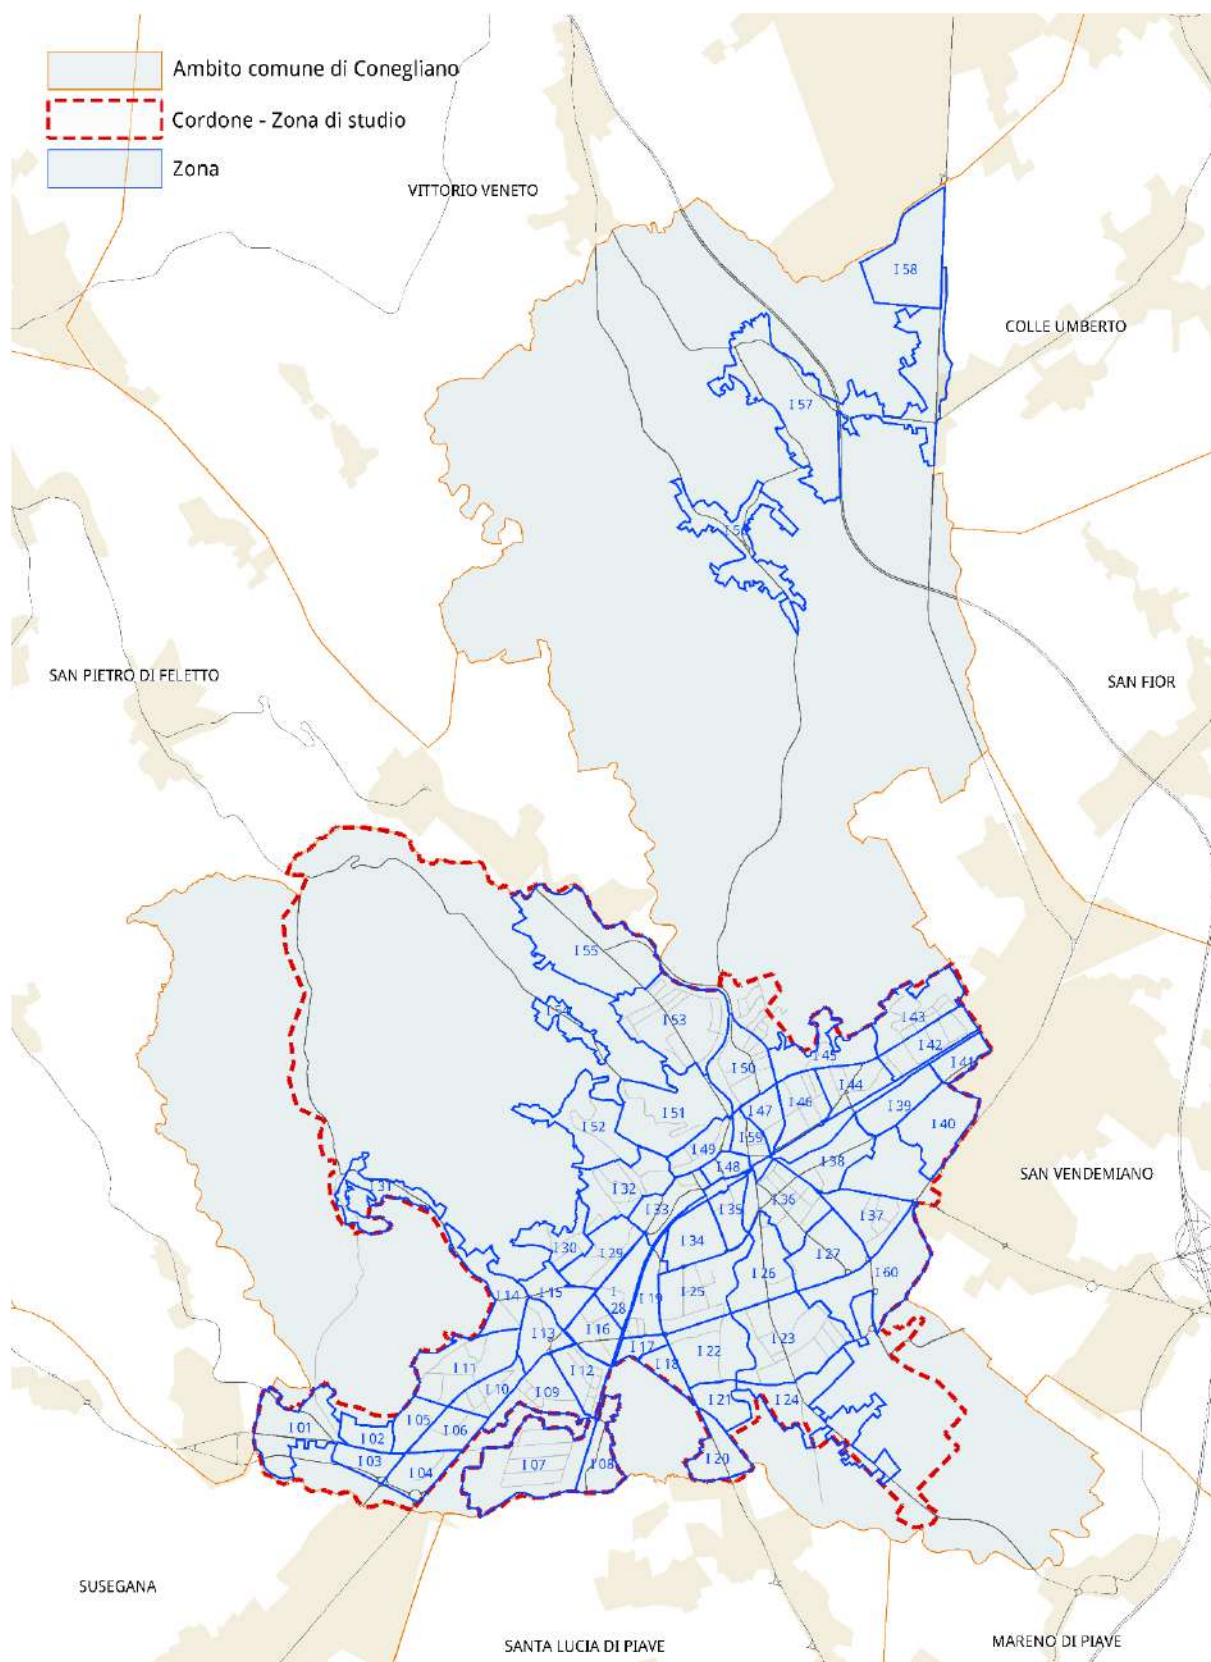 Ambito comune di Conegliano
Cordone - Zona di studio
Zona
VITTORIO VENETO
I 58
COLLE UMBERTO
I 57
SAN PIETRO DI FELETTO
SAN FIOR
I 55
I 53
I 43
I 42
I 45
I 41
I 50
I 44
I 46
I 39
I 51
I 47
I 40
I 52
I 59
I 49
I 48
I 38
SAN VENDEMIANO
I 32
I 36
I 33
I 35
I 37
I 34
I 30
I 29
I 27
I 26
I 60
I 14
I 15
I 28
I 19
I 25
I 13
I 16
I 23
I 17
I 22
I 18
I 11
I 12
I 10
I 09
I 21
I 24
I 05
I 01
I 06
I 02
I 03
I 07
I 08
I 20
I 04
SUSEGANA
SANTA LUCIA DI PIAVE
MARENO DI PIAVE